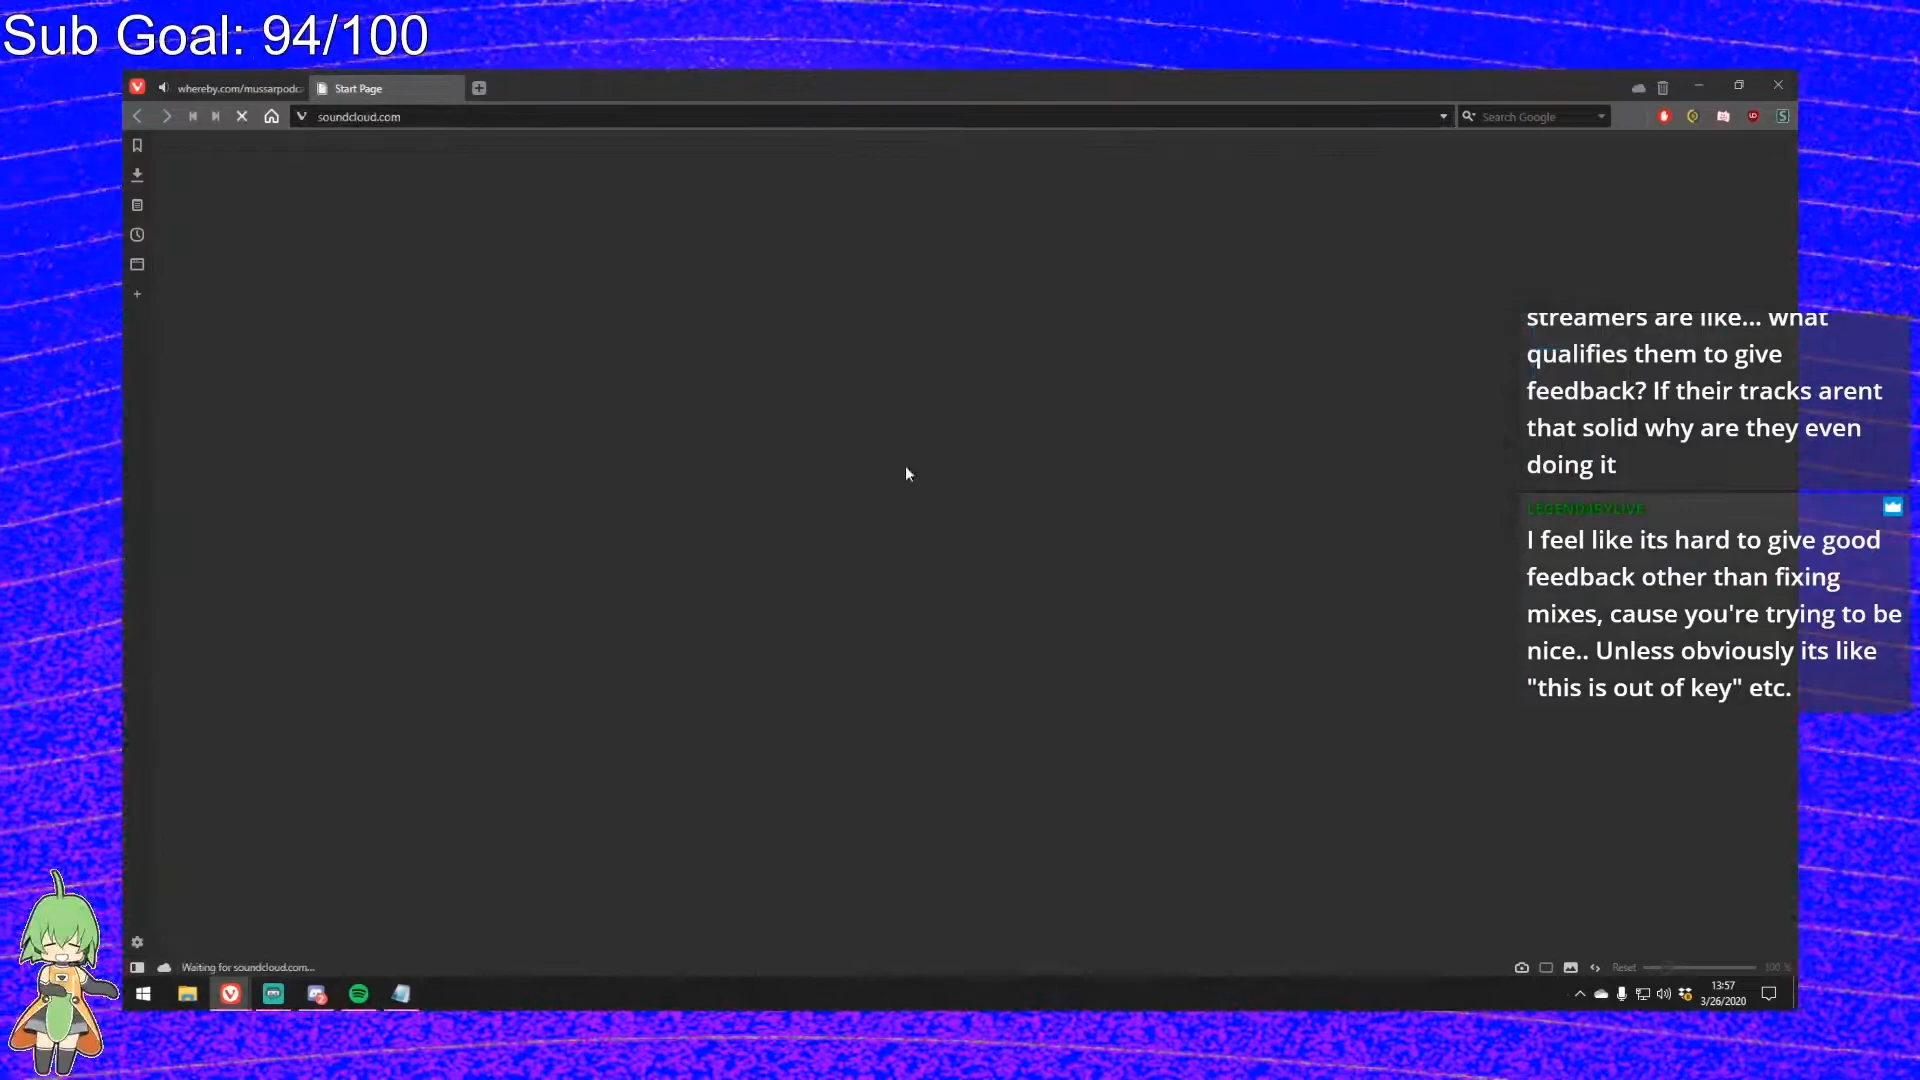 Sub Goal: 94/100
whereby.com/mussarpodc
Start Page
soundcloud.com
Search Google
streamers are like... what
qualifies them to give
feedback? If their tracks arent
that solid why are they even
doing it
LEGEND4RYLIVE
I feel like its hard to give good
feedback other than fixing
mixes, cause you're trying to be
nice.. Unless obviously its like
"this is out of key" etc.
Waiting for soundcloud.com...
Reset
100 %
13:57
3/26/2020